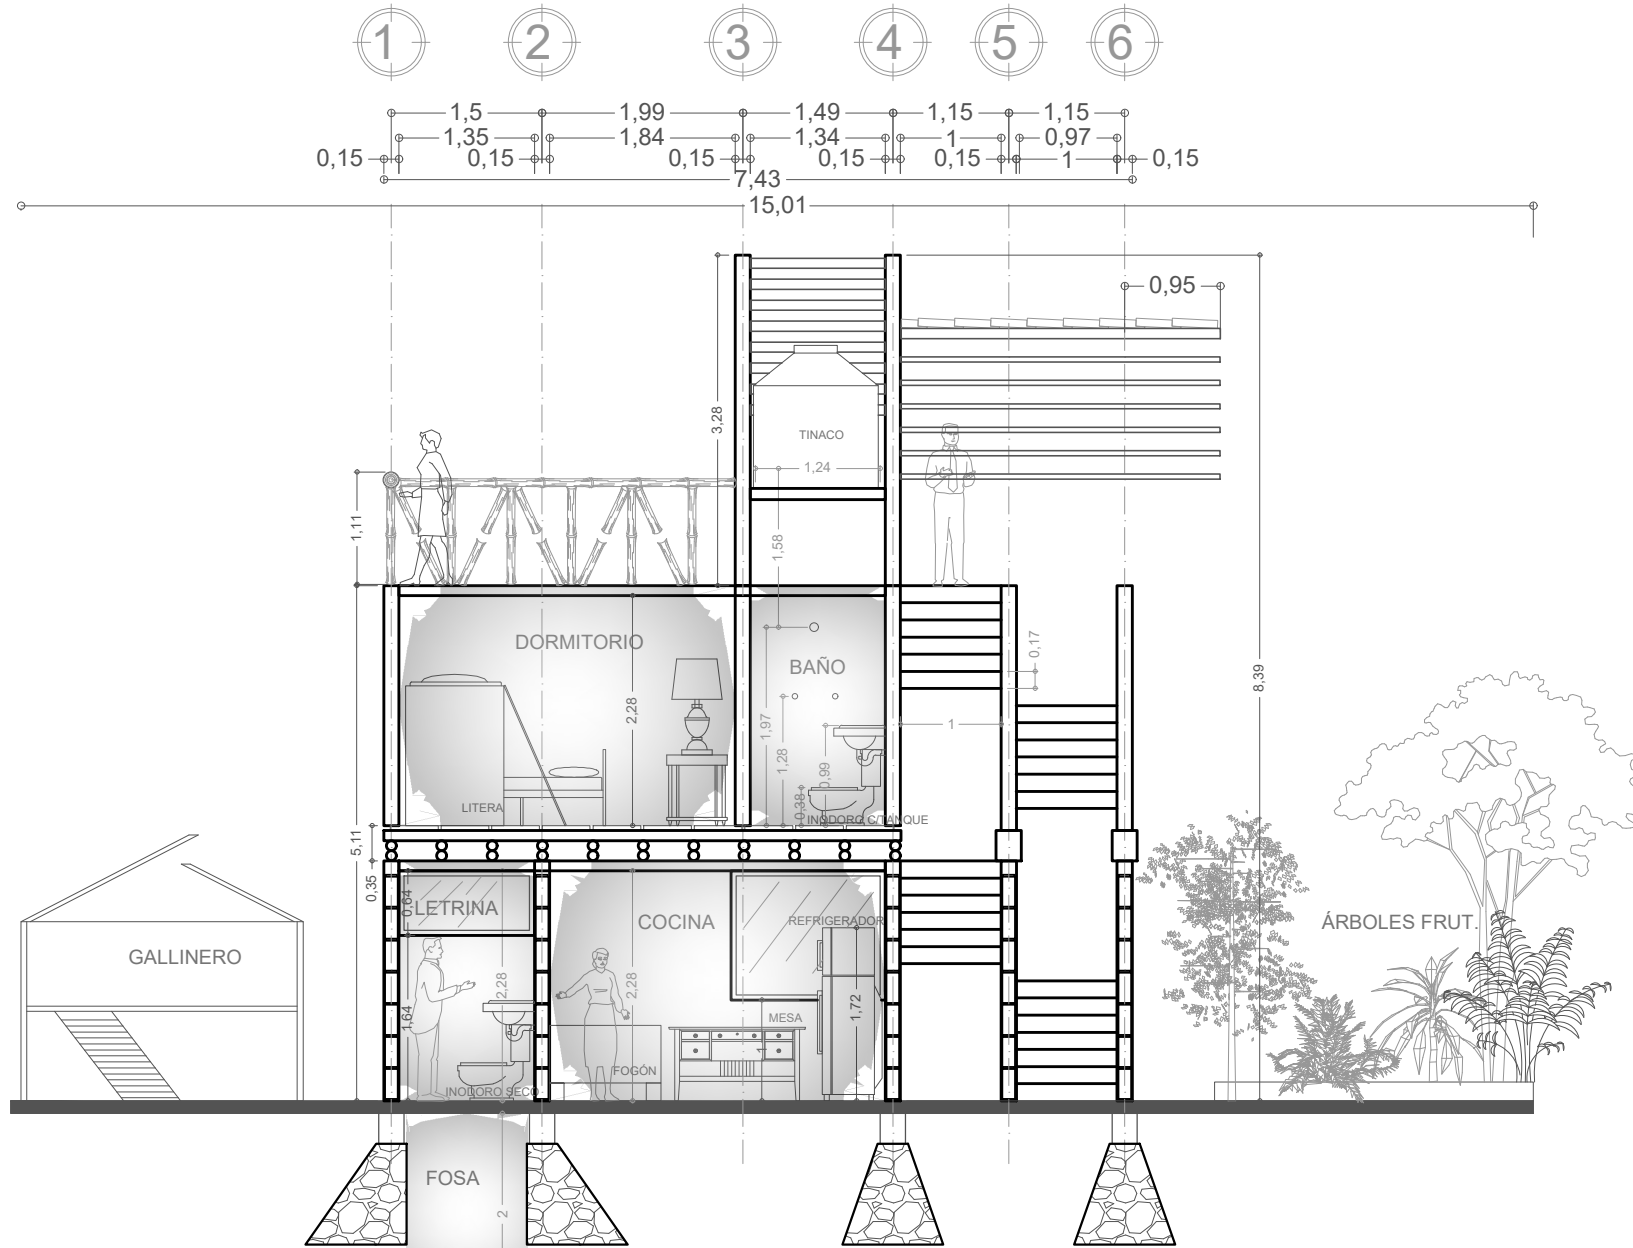 1 2 3 4 5 6
1,5 1,99 1,49 1,15 1,15
1,35 1,84 1,34 1 0,97
0,15 0,15 0,15 0,15 0,15 1 0,15
7,43
15,01
0,95
3,28
TINACO
1,24
1,11
1,58
DORMITORIO
BAÑO
0,17
8,39
2,28
1,97
1,28
0,99
0,38
1
LITERA
INODORO C/TANQUE
5,11
0,35
0,64
LETRINA
COCINA
REFRIGERADOR
ÁRBOLES FRUT.
GALLINERO
2,28
2,28
1,72
1,64
MESA
1
FOGÓN
INODORO SECO
FOSA
2